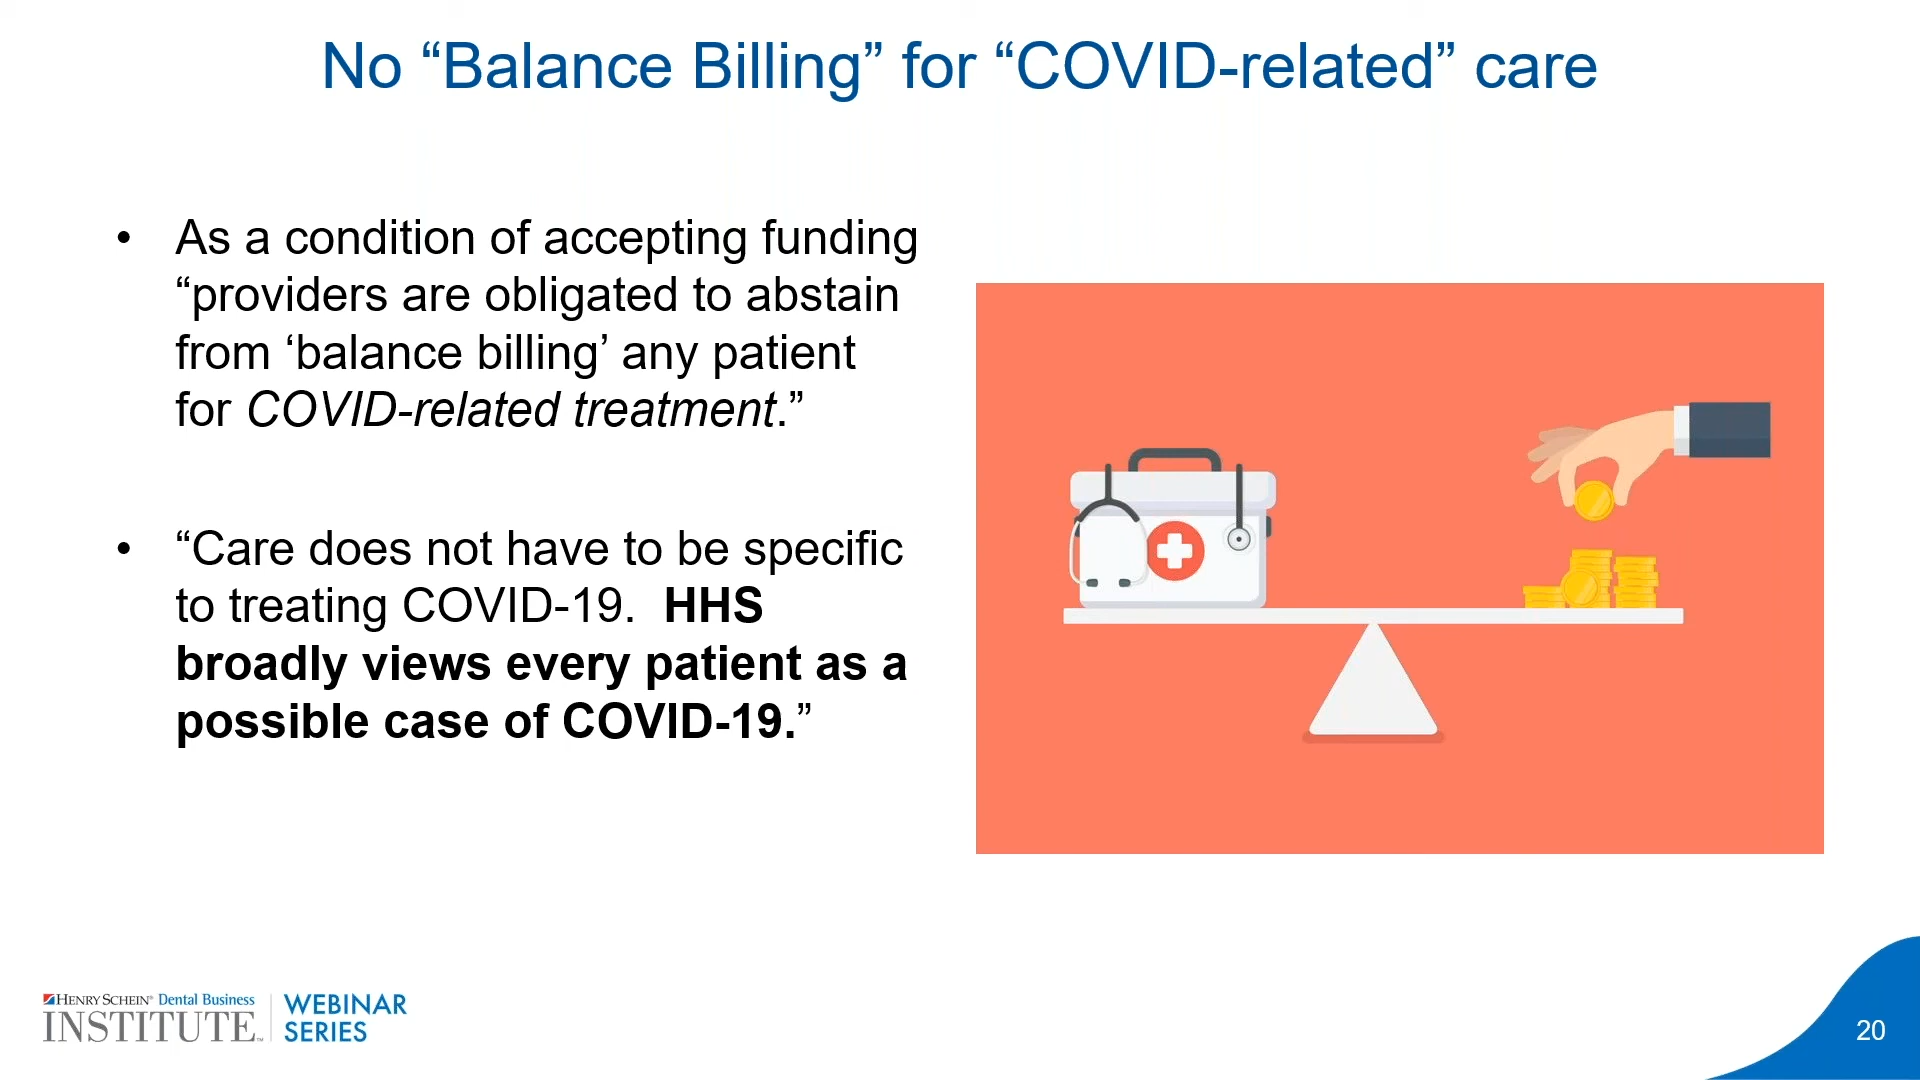 No “Balance Billing” for “COVID-related” care
• As a condition of accepting funding
“providers are obligated to abstain
from ‘balance billing’ any patient
for COVID-related treatment.”
• “Care does not have to be specific
to treating COVID-19.  HHS
broadly views every patient as a
possible case of COVID-19.”
HENRY SCHEIN® Dental Business
INSTITUTE™
WEBINAR
SERIES
20